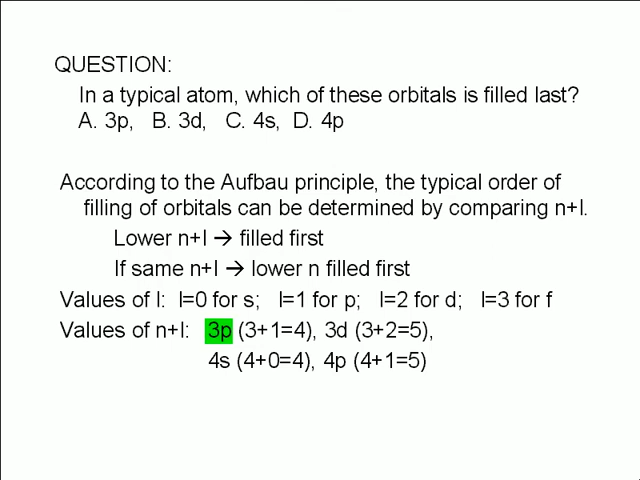 QUESTION:
In a typical atom, which of these orbitals is filled last?
A. 3p, B. 3d, C. 4s, D. 4p
According to the Aufbau principle, the typical order of
filling of orbitals can be determined by comparing n+l.
Lower n+l → filled first
If same n+l → lower n filled first
Values of l: l=0 for s; l=1 for p; l=2 for d; l=3 for f
Values of n+l: 3p (3+1=4), 3d (3+2=5),
4s (4+0=4), 4p (4+1=5)